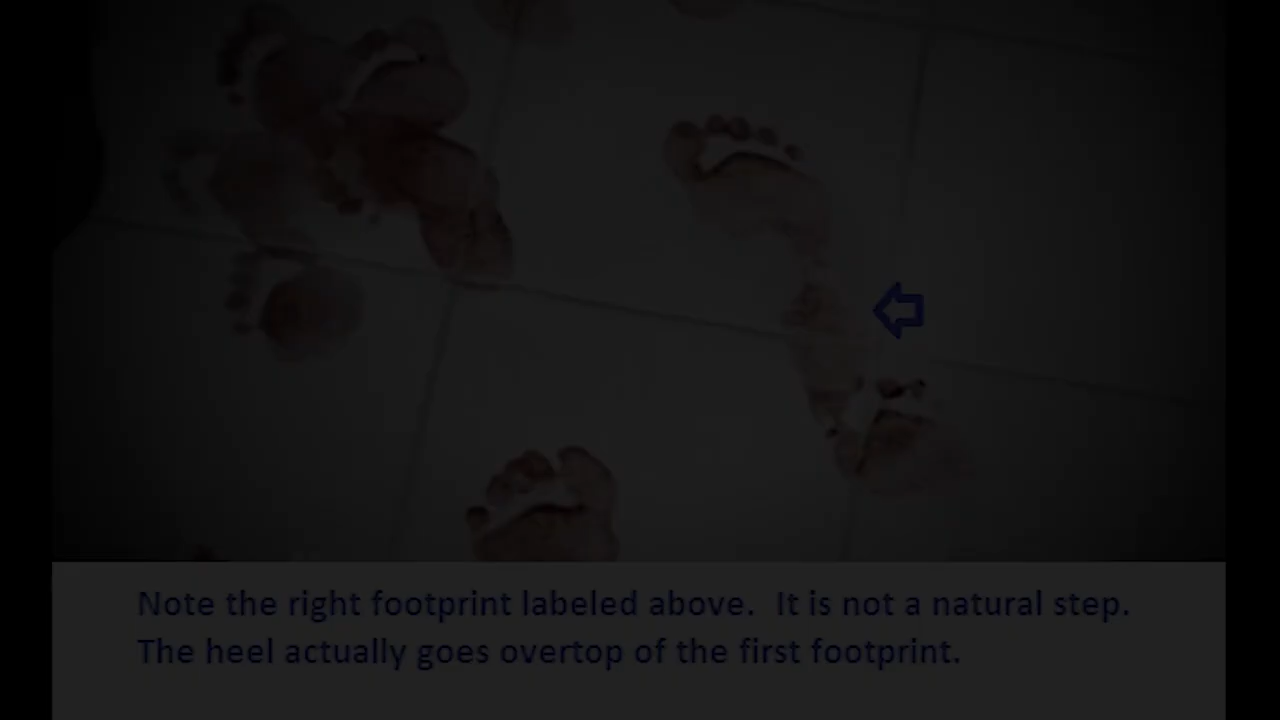 Note the right footprint labeled above.  It is not a natural step.
The heel actually goes overtop of the first footprint.